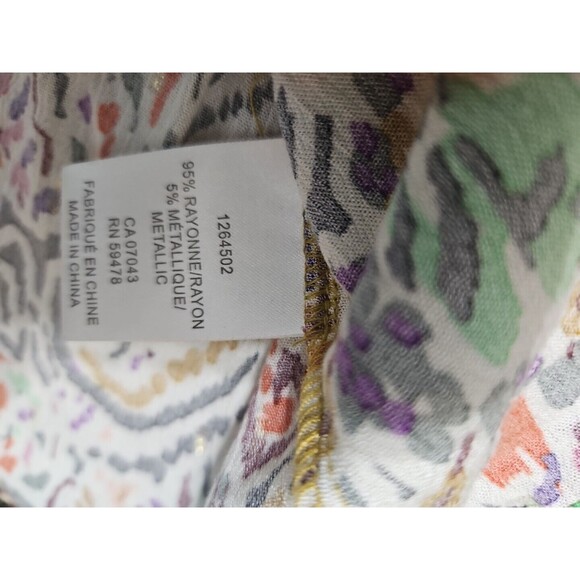 1264502
95% RAYONNE/RAYON
5% MÉTALLIQUE/
METALLIC
CA 07043
RN 59478
FABRIQUÉ EN CHINE
MADE IN CHINA